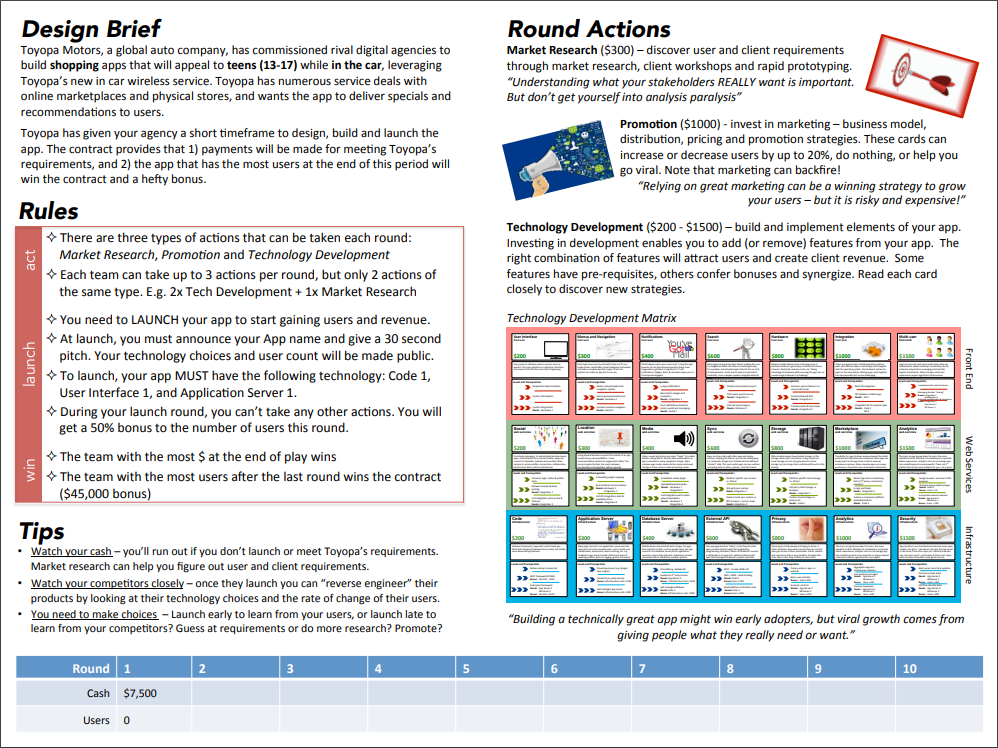 Design Brief
Toyopa Motors, a global auto company, has commissioned rival digital agencies to
build shopping apps that will appeal to teens (13-17) while in the car, leveraging
Toyopa's new in car wireless service. Toyopa has numerous service deals with
online marketplaces and physical stores, and wants the app to deliver specials and
recommendations to users.
Toyopa has given your agency a short timeframe to design, build and launch the
app. The contract provides that 1) payments will be made for meeting Toyopa's
requirements, and 2) the app that has the most users at the end of this period will
win the contract and a hefty bonus.
Rules
act
✧ There are three types of actions that can be taken each round:
Market Research, Promotion and Technology Development
✧ Each team can take up to 3 actions per round, but only 2 actions of
the same type. E.g. 2x Tech Development + 1x Market Research
launch
✧ You need to LAUNCH your app to start gaining users and revenue.
✧ At launch, you must announce your App name and give a 30 second
pitch. Your technology choices and user count will be made public.
✧ To launch, your app MUST have the following technology: Code 1,
User Interface 1, and Application Server 1.
✧ During your launch round, you can't take any other actions. You will
get a 50% bonus to the number of users this round.
win
✧ The team with the most $ at the end of play wins
✧ The team with the most users after the last round wins the contract
($45,000 bonus)
Tips
• Watch your cash – you'll run out if you don't launch or meet Toyopa's requirements.
Market research can help you figure out user and client requirements.
• Watch your competitors closely – once they launch you can "reverse engineer" their
products by looking at their technology choices and the rate of change of their users.
• You need to make choices – Launch early to learn from your users, or launch late to
learn from your competitors? Guess at requirements or do more research? Promote?
Round Actions
Market Research ($300) – discover user and client requirements
through market research, client workshops and rapid prototyping.
"Understanding what your stakeholders REALLY want is important.
But don't get yourself into analysis paralysis"
Promotion ($1000) - invest in marketing – business model,
distribution, pricing and promotion strategies. These cards can
increase or decrease users by up to 20%, do nothing, or help you
go viral. Note that marketing can backfire!
"Relying on great marketing can be a winning strategy to grow
your users – but it is risky and expensive!"
Technology Development ($200 - $1500) – build and implement elements of your app.
Investing in development enables you to add (or remove) features from your app. The
right combination of features will attract users and create client revenue. Some
features have pre-requisites, others confer bonuses and synergize. Read each card
closely to discover new strategies.
Technology Development Matrix
User Interface
Menus and Navigation
Notifications
Search
Hardware
Integration
Multi-user
$200
$300
$400
$600
$800
$1000
$1500
Front End
Social
Location
Media
Sync
Storage
Marketplace
Analytics
$200
$300
$400
$600
$800
$1000
$1500
Web Services
Code
Application Server
Database Server
External API
Privacy
Analytics
Security
$200
$300
$400
$600
$800
$1000
$1500
Infrastructure
"Building a technically great app might win early adopters, but viral growth comes from
giving people what they really need or want."
Round 1 2 3 4 5 6 7 8 9 10
Cash $7,500
Users 0